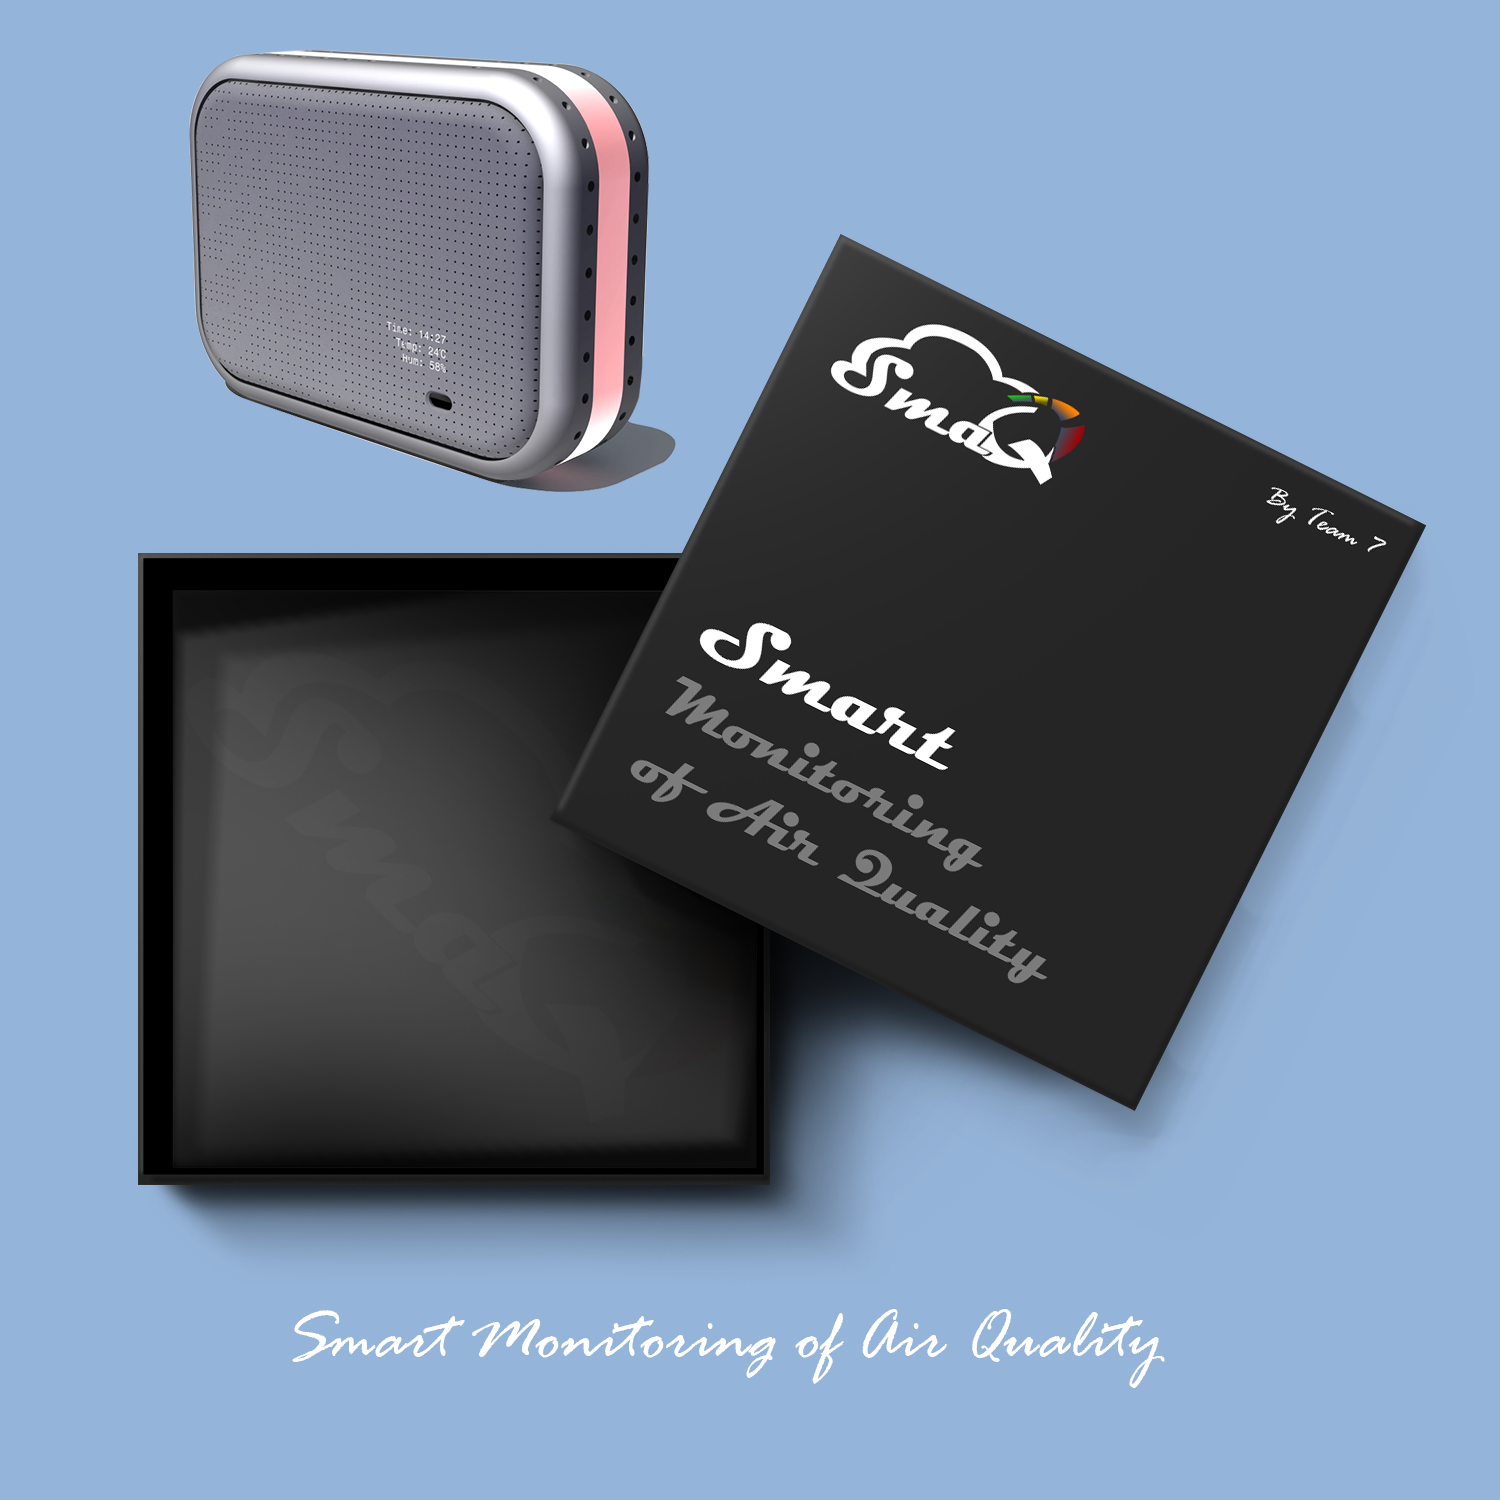 Time: 14:27
Temp: 24C
Hum: 58%
SmaQ
By Team 7
Smart
Monitoring
of Air Quality
SmaQ
Smart Monitoring of Air Quality